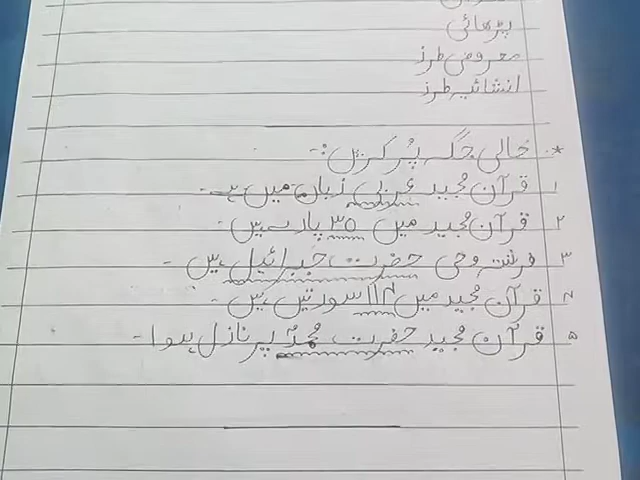 پڑھائی
معروضی طرز
انشائیہ طرز
* خالی جگہ پُر کریں :-
۱ قرآن مجید عربی زبان میں ہے۔
۲ قرآن مجید میں ۳۰ پارے ہیں۔
۳ فرشتہ وحی حضرت جبرائیل ہیں ۔
۴ قرآن مجید میں ۱۱۴ سورتیں ہیں۔
۵ قرآن مجید حضرت محمدؐ پر نازل ہوا۔